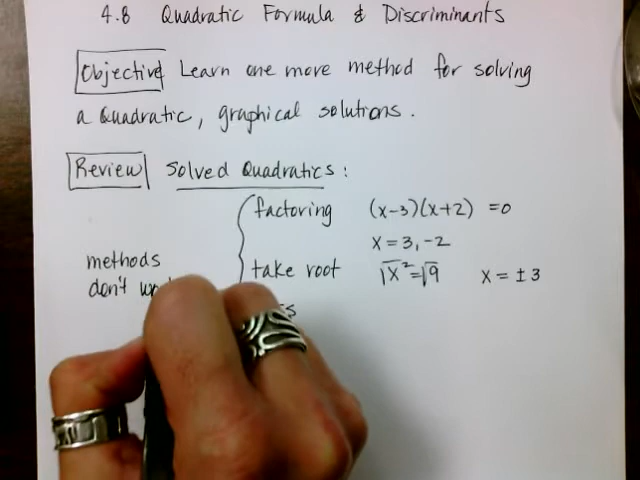 4.8 Quadratic Formula & Discriminants
Objective Learn one more method for solving
a Quadratic, graphical solutions.
Review Solved Quadratics:
factoring (x-3)(x+2) =0
x = 3, -2
methods
take root √x²=√9 x = ±3
don't